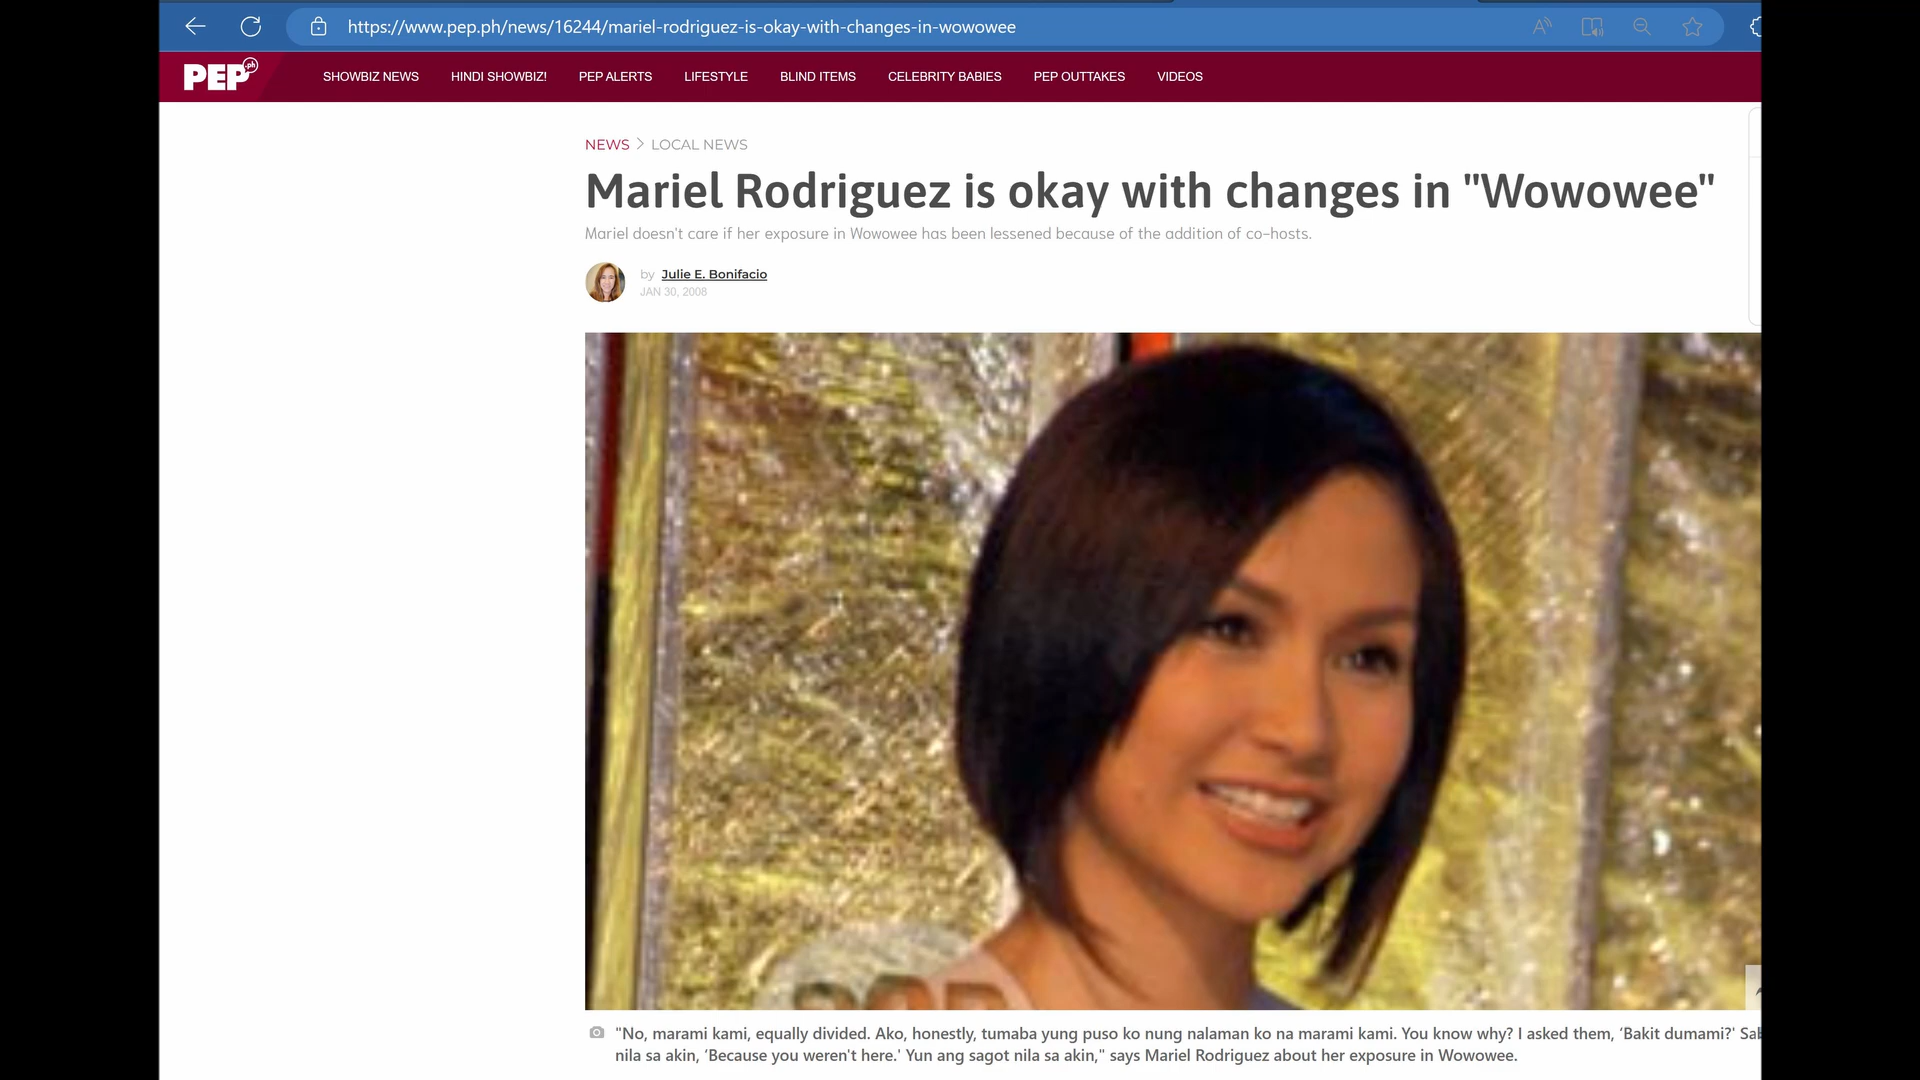 https://www.pep.ph/news/16244/mariel-rodriguez-is-okay-with-changes-in-wowowee
PEP.ph
SHOWBIZ NEWS HINDI SHOWBIZ! PEP ALERTS LIFESTYLE BLIND ITEMS CELEBRITY BABIES PEP OUTTAKES VIDEOS
NEWS > LOCAL NEWS
Mariel Rodriguez is okay with changes in "Wowowee"
Mariel doesn't care if her exposure in Wowowee has been lessened because of the addition of co-hosts.
by Julie E. Bonifacio
JAN 30, 2008
"No, marami kami, equally divided. Ako, honestly, tumaba yung puso ko nung nalaman ko na marami kami. You know why? I asked them, ‘Bakit dumami?'
nila sa akin, ‘Because you weren't here.' Yun ang sagot nila sa akin," says Mariel Rodriguez about her exposure in Wowowee.